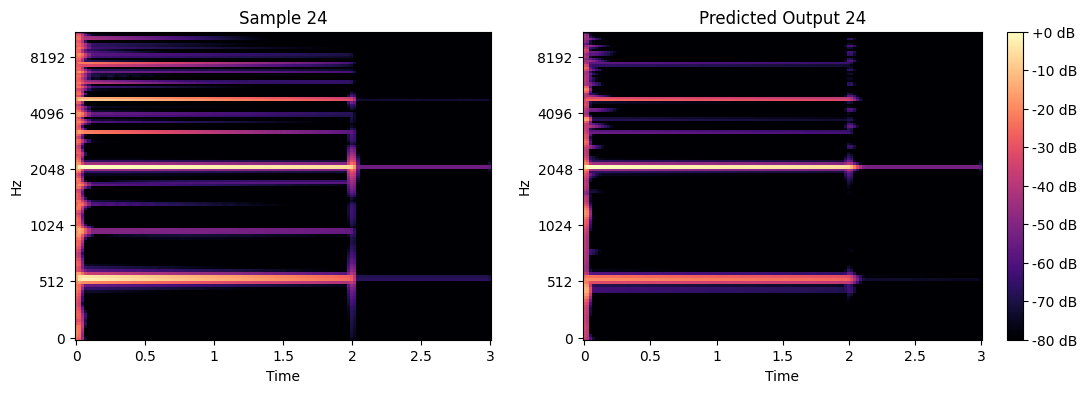 Sample 24
Hz
8192
4096
2048
1024
512
0
0
0.5
1
1.5
2
2.5
3
Time
Predicted Output 24
Hz
8192
4096
2048
1024
512
0
0
0.5
1
1.5
2
2.5
3
Time
+0 dB
-10 dB
-20 dB
-30 dB
-40 dB
-50 dB
-60 dB
-70 dB
-80 dB